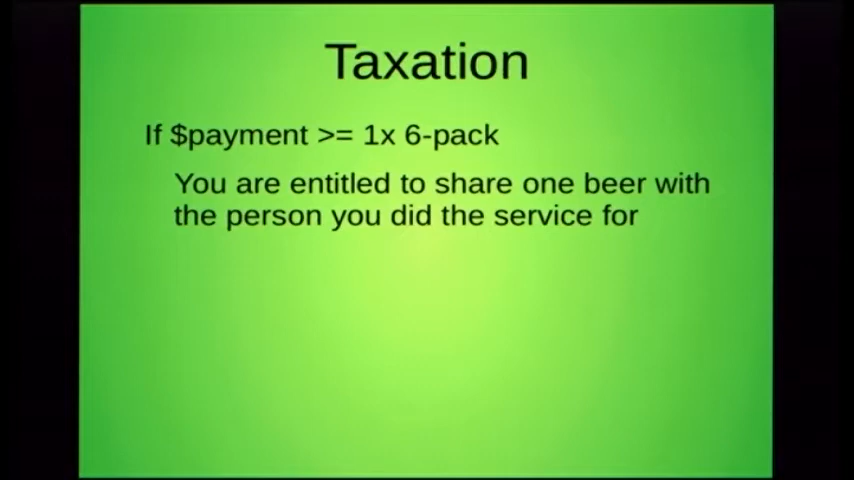 Taxation
If $payment >= 1x 6-pack
You are entitled to share one beer with
the person you did the service for